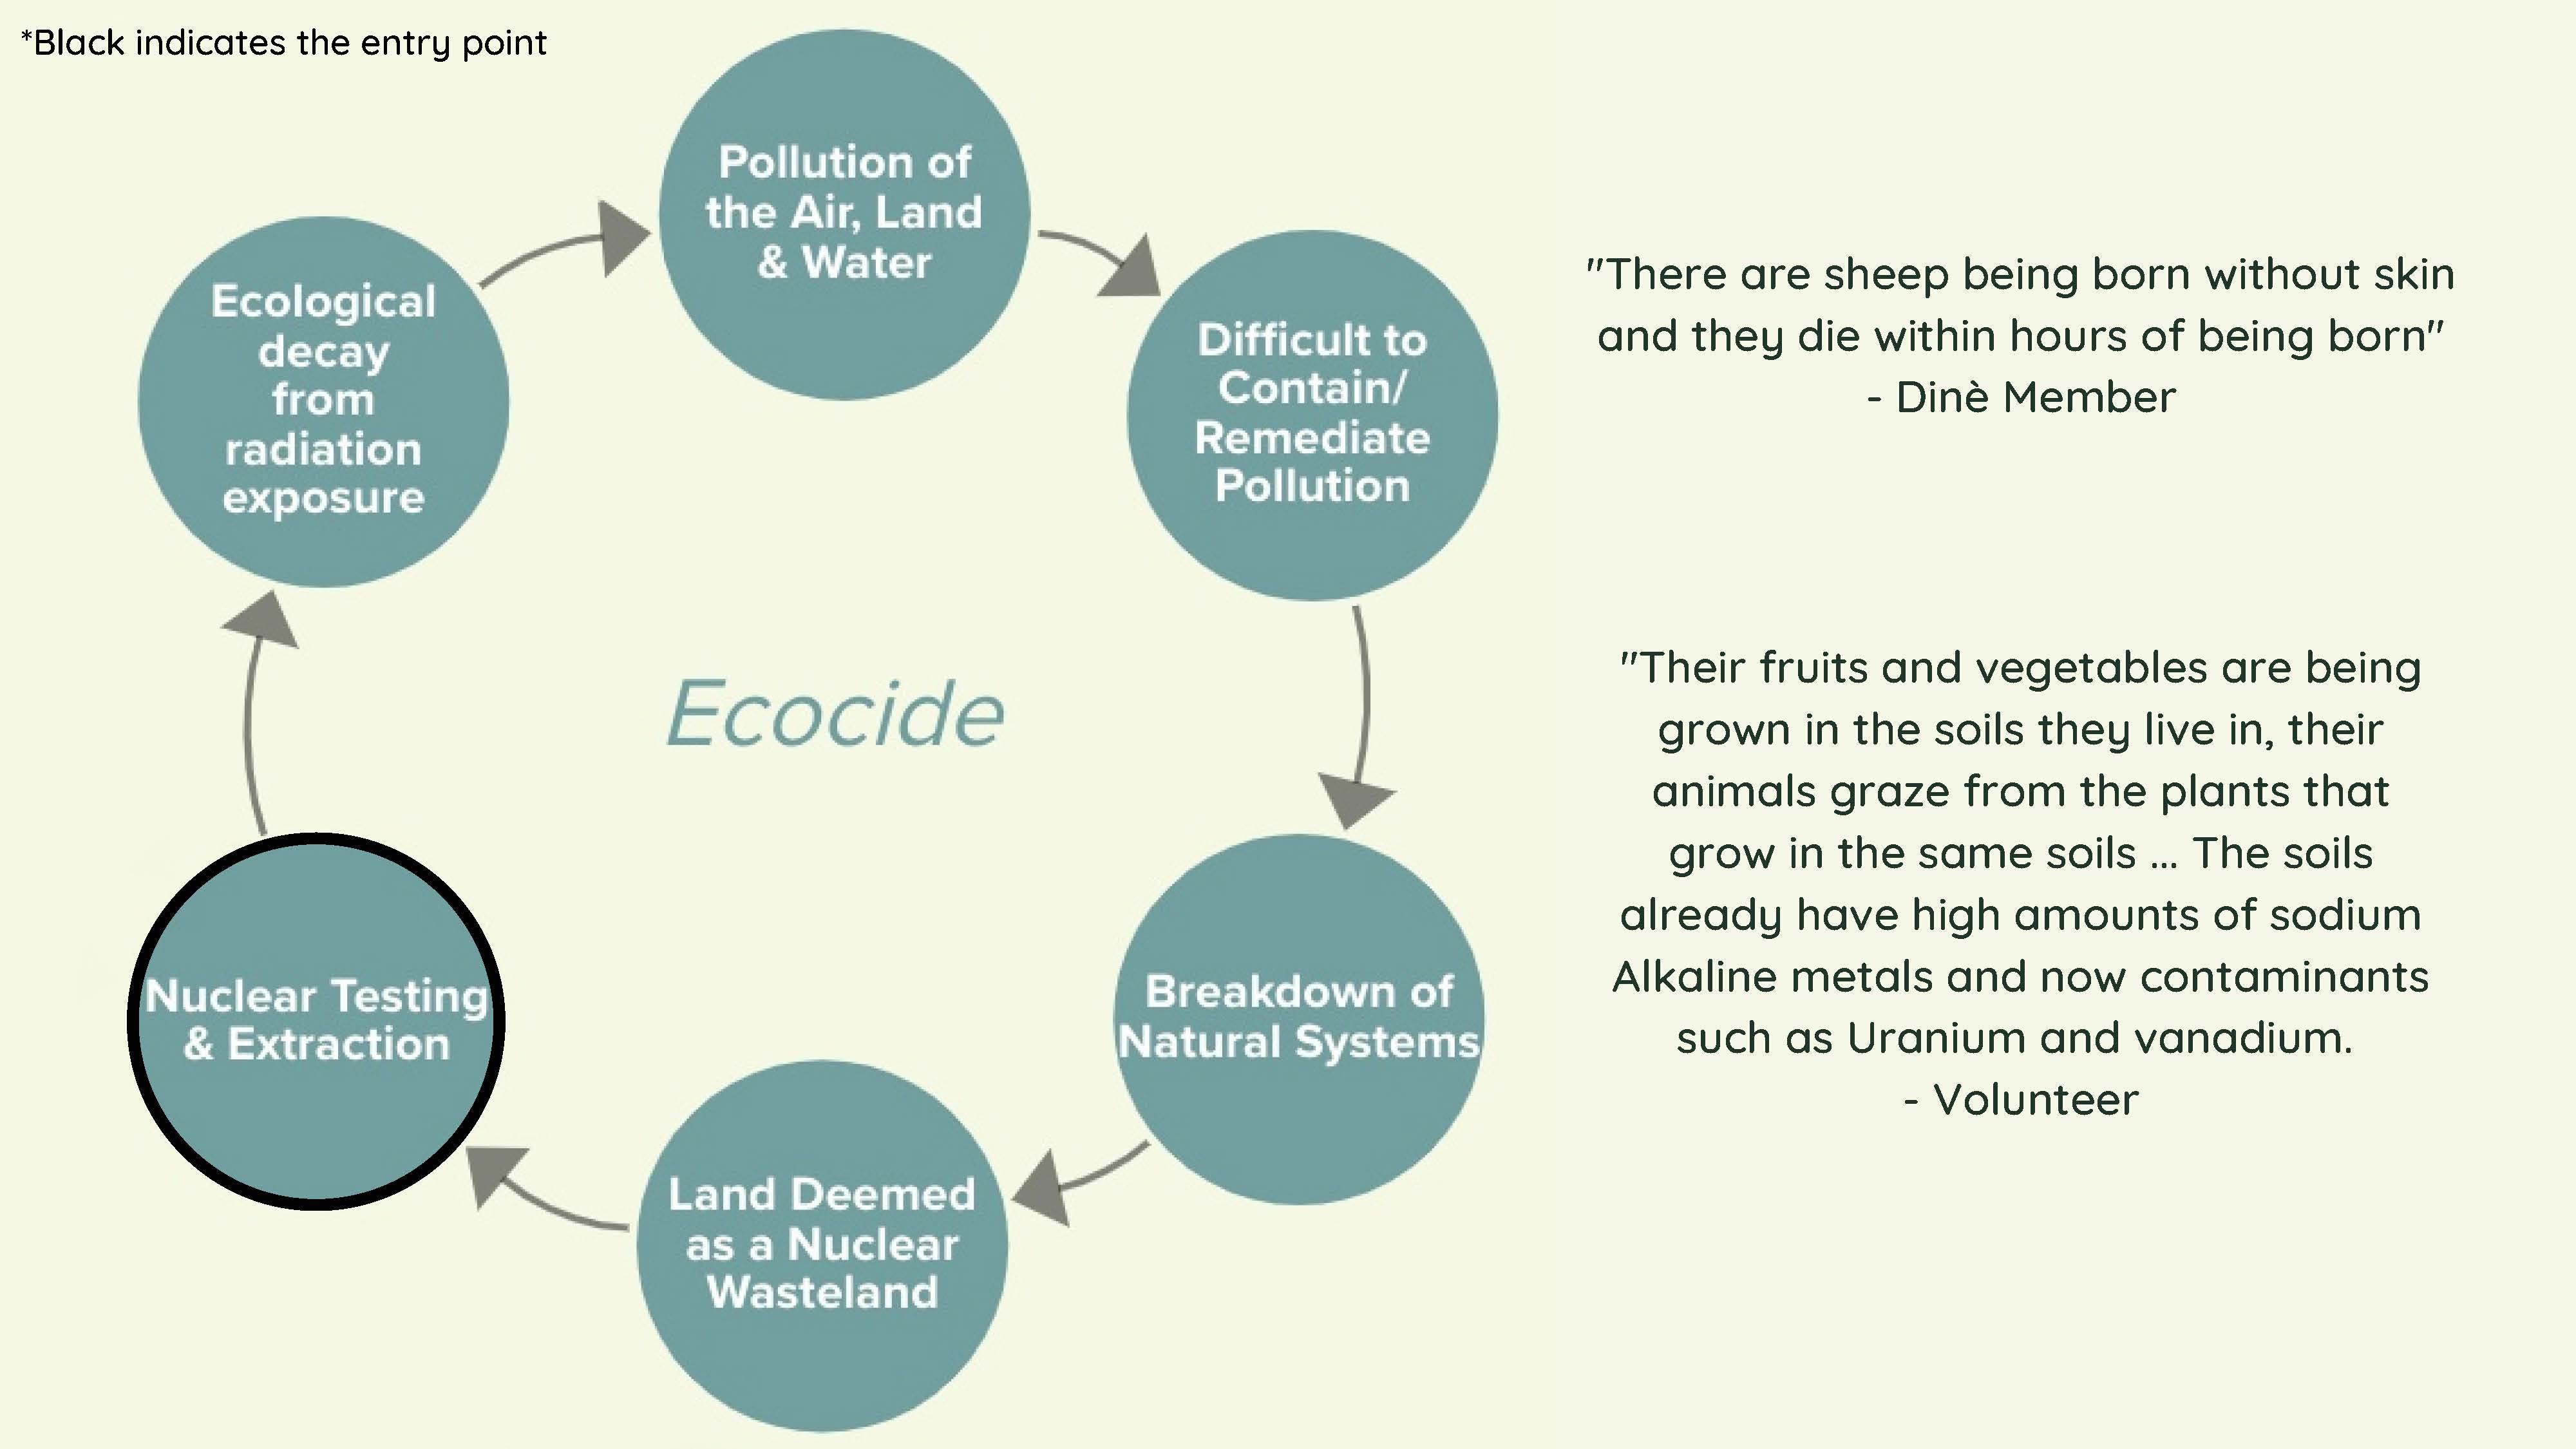 *Black indicates the entry point
Pollution of
the Air, Land
& Water
Ecological
decay
from
radiation
exposure
Difficult to
Contain/
Remediate
Pollution
Ecocide
Nuclear Testing
& Extraction
Breakdown of
Natural Systems
Land Deemed
as a Nuclear
Wasteland
"There are sheep being born without skin
and they die within hours of being born"
- Dinè Member
"Their fruits and vegetables are being
grown in the soils they live in, their
animals graze from the plants that
grow in the same soils ... The soils
already have high amounts of sodium
Alkaline metals and now contaminants
such as Uranium and vanadium.
- Volunteer